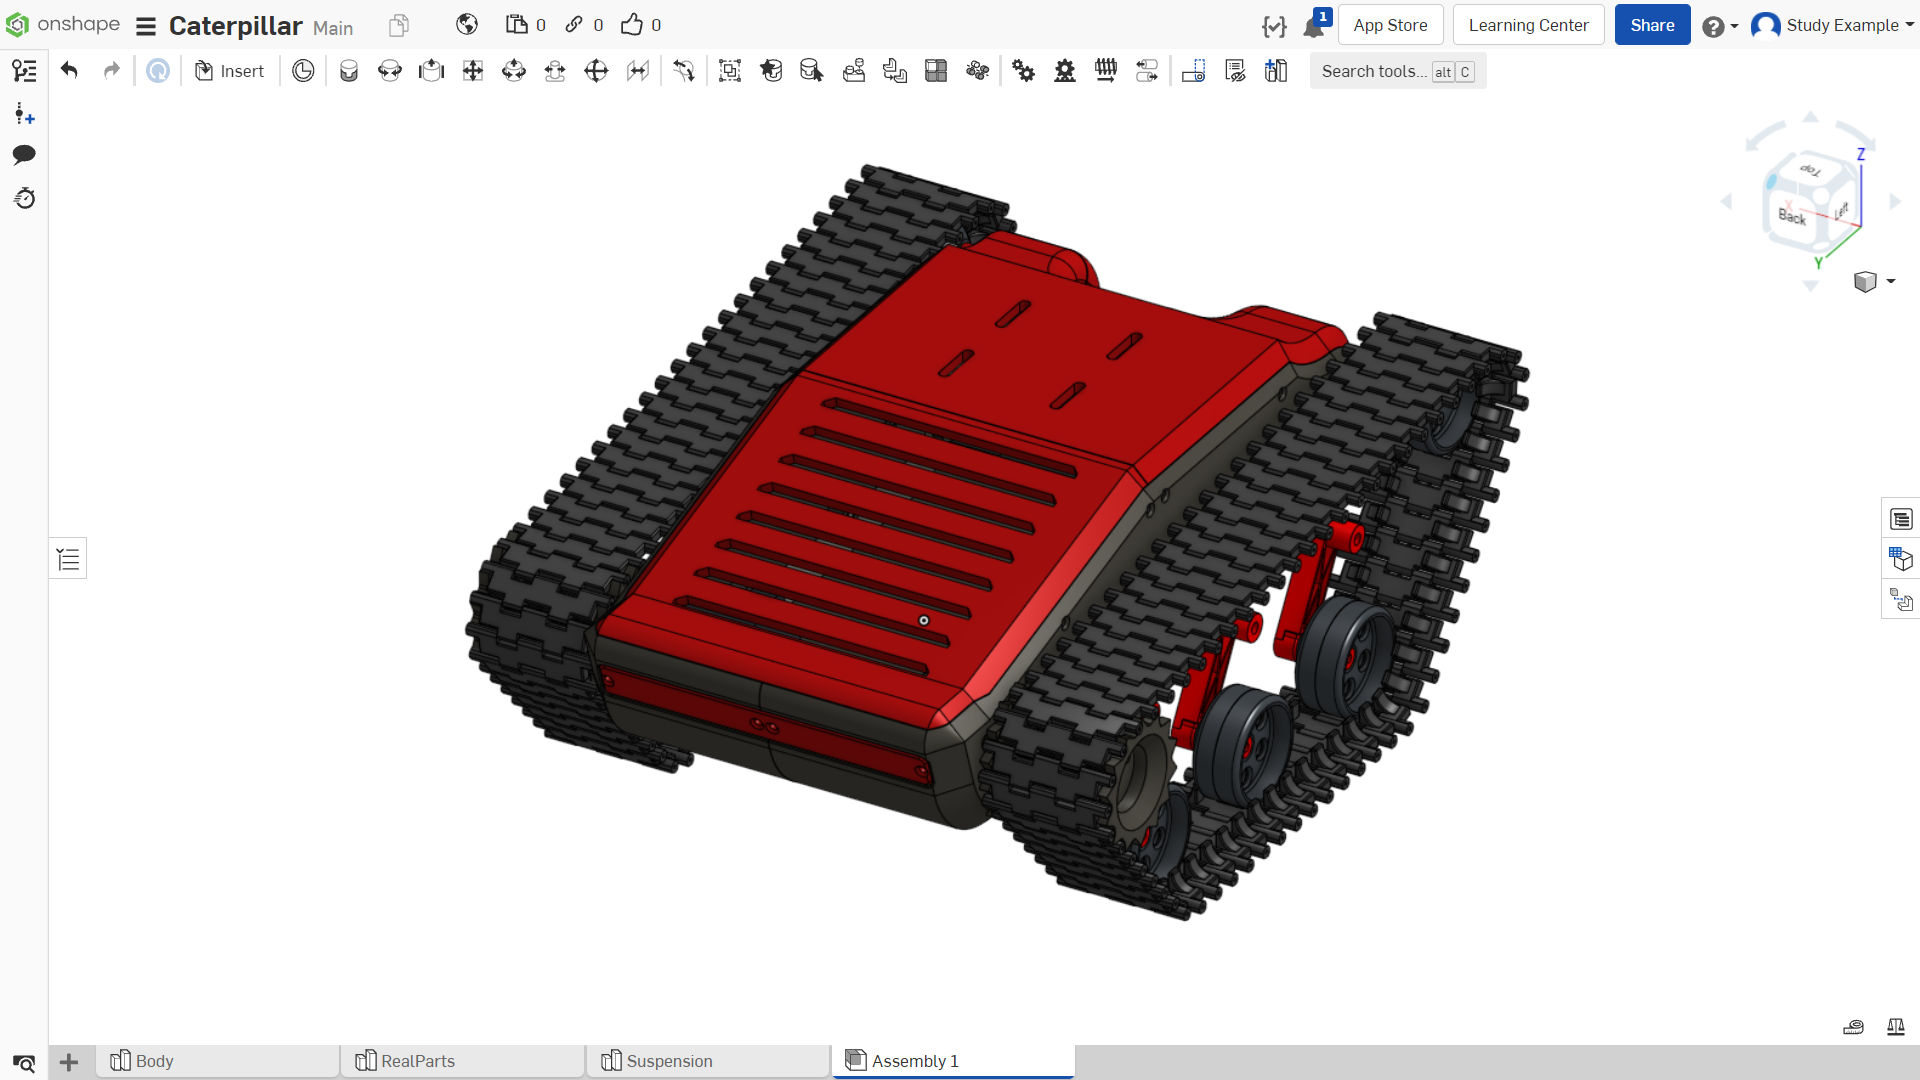 onshape Caterpillar Main 0 0 0 1 App Store Learning Center Share Study Example
Insert Search tools... alt C
Z
Top
X
Back Left
Y
Body RealParts Suspension Assembly 1